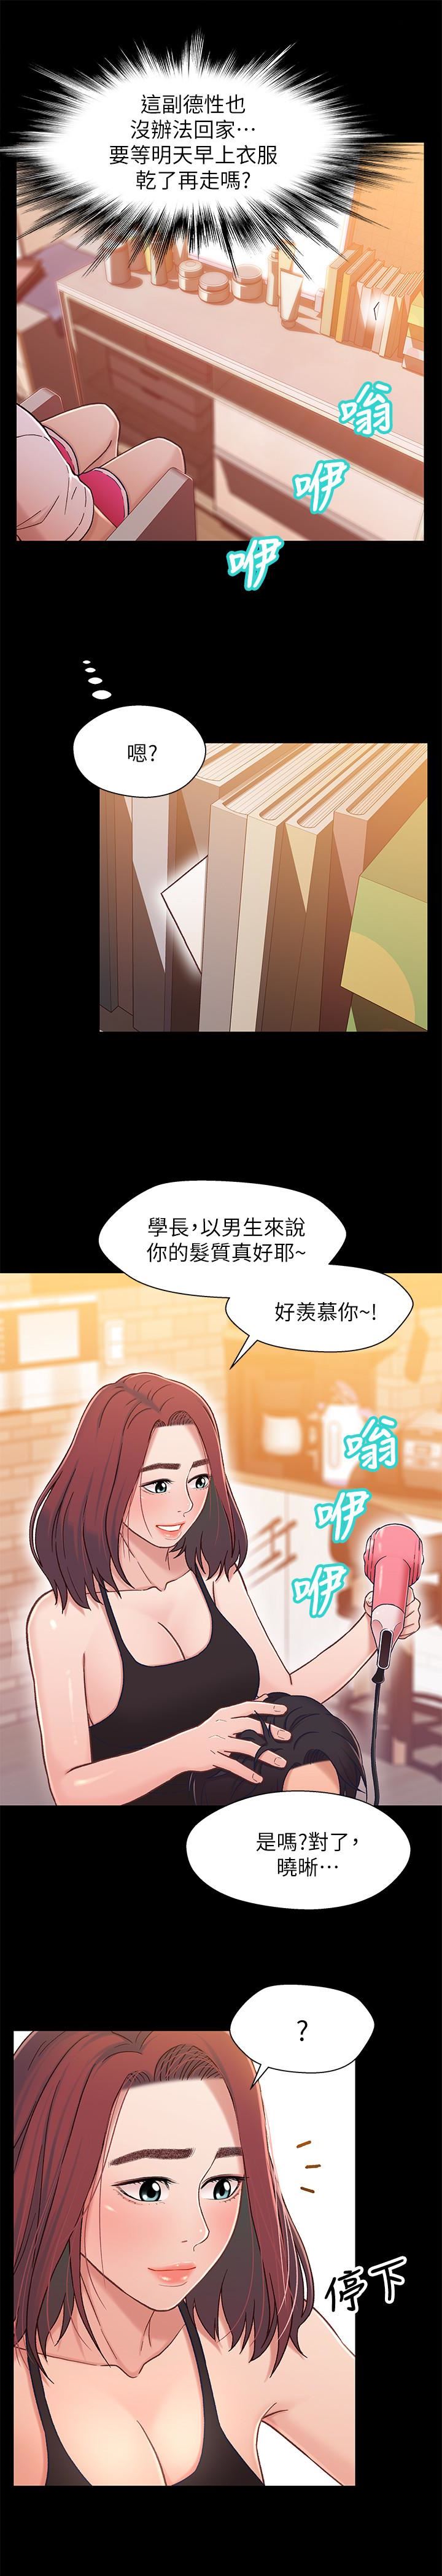 這副德性也
沒辦法回家⋯
要等明天早上衣服
乾了再走嗎?
嗡
咿
咿
嗯?
學長,以男生來說
你的髮質真好耶~
好羨慕你~!
嗡
咿
咿
是嗎?對了,
曉晰⋯
?
停下